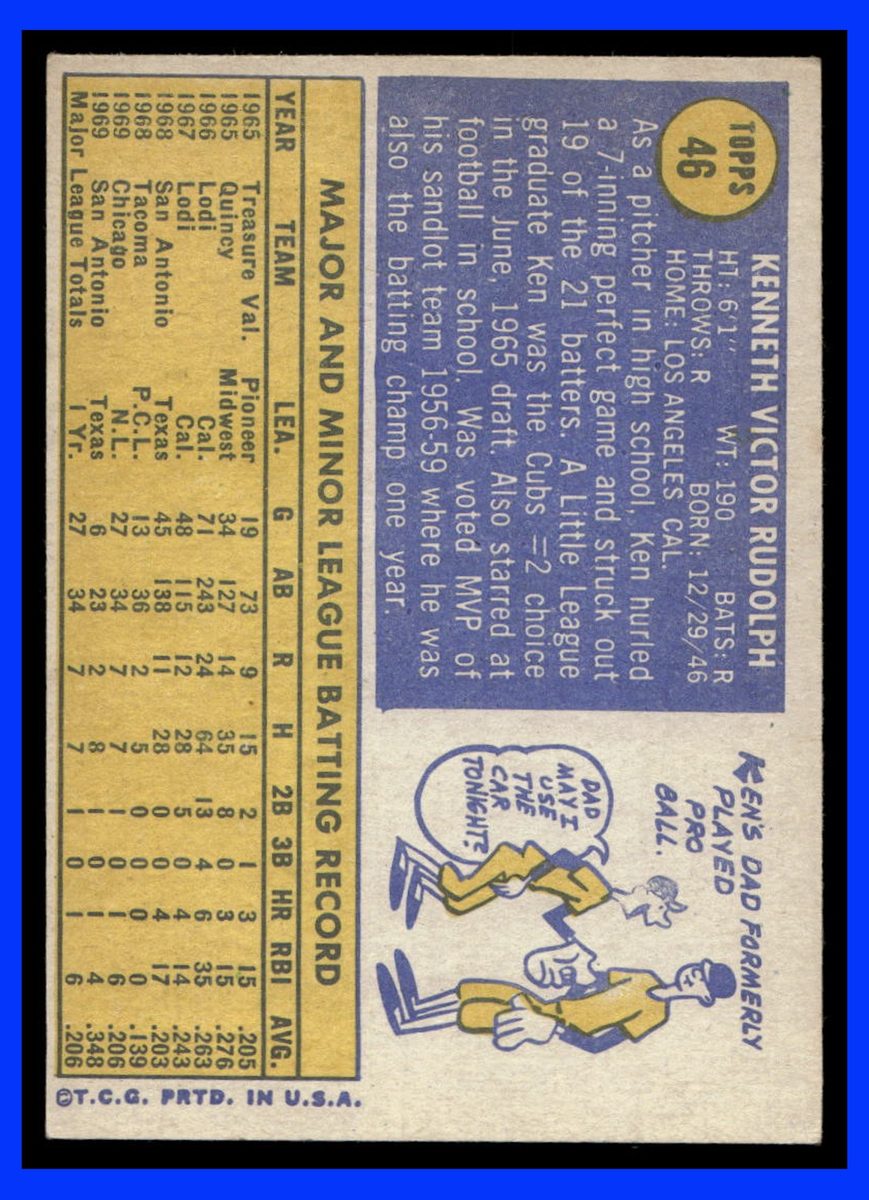 TOPPS
46
KENNETH VICTOR RUDOLPH
HT: 6'1" WT: 190 BATS: R
THROWS: R BORN: 12/29/46
HOME: LOS ANGELES CAL.
As a pitcher in high school, Ken hurled
a 7-inning perfect game and struck out
19 of the 21 batters. A Little League
graduate Ken was the Cubs #2 choice
in the June, 1965 draft. Also starred at
football in school. Was voted MVP of
his sandlot team 1956-59 where he was
also the batting champ one year.
KEN'S DAD FORMERLY
PLAYED
PRO
BALL.
DAD
MAY I
USE
THE
CAR
TONIGHT?
MAJOR AND MINOR LEAGUE BATTING RECORD
YEAR TEAM LEA. G AB R H 2B 3B HR RBI AVG.
1965 Treasure Val. Pioneer 19 73 9 15 2 1 3 15 .205
1965 Quincy Midwest 34 127 14 35 8 0 3 15 .276
1966 Lodi Cal. 71 243 24 64 13 4 6 35 .263
1967 Lodi Cal. 48 115 12 28 5 0 4 14 .243
1968 San Antonio Texas 45 138 11 28 0 0 4 17 .203
1968 Tacoma P.C.L. 13 36 2 5 0 0 0 0 .139
1969 Chicago N.L. 27 34 7 7 1 0 1 6 .206
1969 San Antonio Texas 6 23 2 8 1 0 1 4 .348
Major League Totals 1 Yr. 27 34 7 7 1 0 1 6 .206
©T.C.G. PRTD. IN U.S.A.